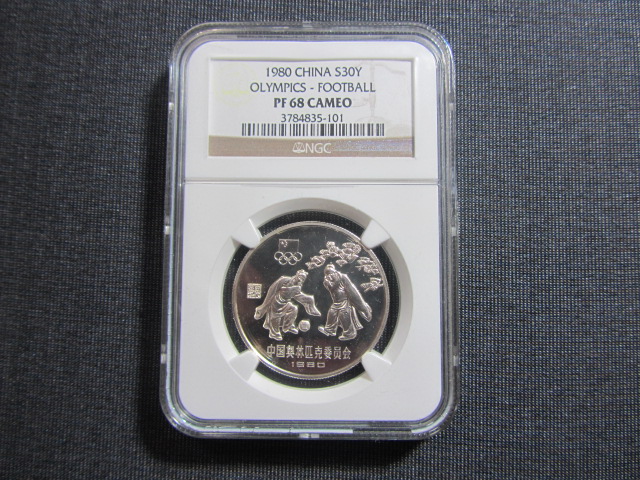 1980 CHINA S30Y
OLYMPICS - FOOTBALL
PF 68 CAMEO
3784835-101
NGC
中国奥林匹克委员会
1980